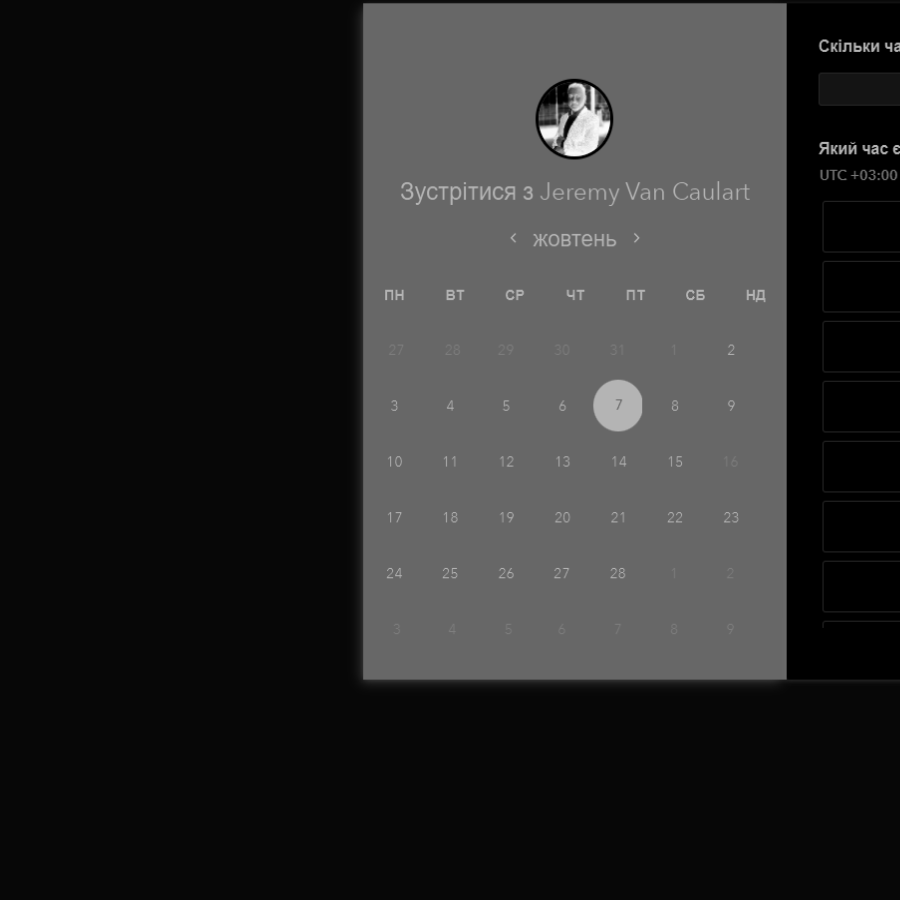 Зустрітися з Jeremy Van Caulart
жовтень
ПН ВТ СР ЧТ ПТ СБ НД
27 28 29 30 31 1 2
3 4 5 6 7 8 9
10 11 12 13 14 15 16
17 18 19 20 21 22 23
24 25 26 27 28 1 2
3 4 5 6 7 8 9
Скільки
Який час
UTC +03:00